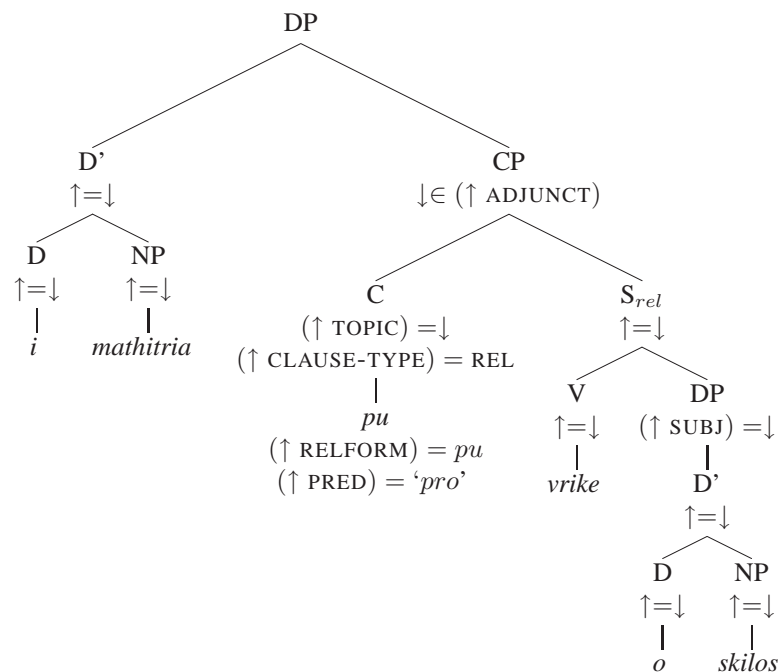 DP
D’ CP
↑=↓ ↓∈ (↑ ADJUNCT)
D NP
↑=↓ ↑=↓
i mathitria
C S_rel
(↑ TOPIC) =↓ ↑=↓
(↑ CLAUSE-TYPE) = REL
pu
(↑ RELFORM) = pu
(↑ PRED) = ‘pro’
V DP
↑=↓ (↑ SUBJ) =↓
vrike D’
↑=↓
D NP
↑=↓ ↑=↓
o skilos